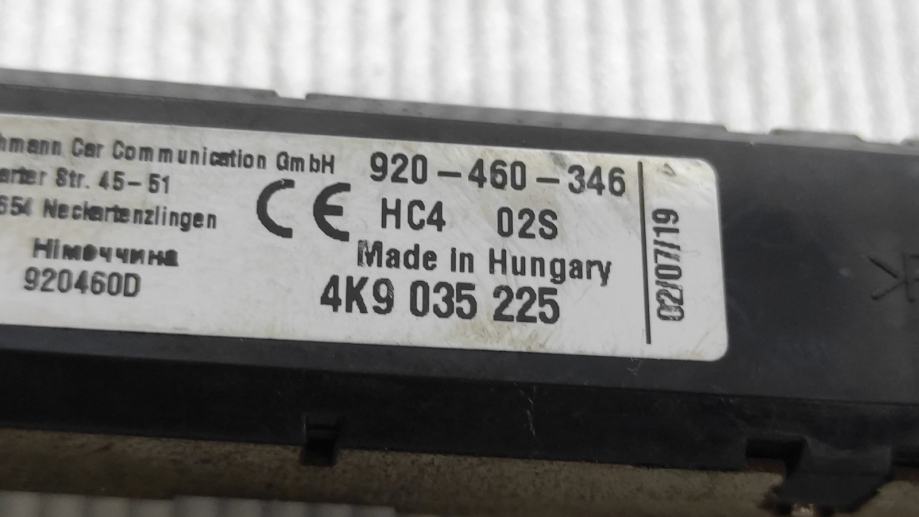 hmann Car Communication GmbH
arter Str. 45-51
654 Neckartenzlingen
Німеччина
920460D
CE
920-460-346
HC4 02S
Made in Hungary
4K9 035 225
02/07/19